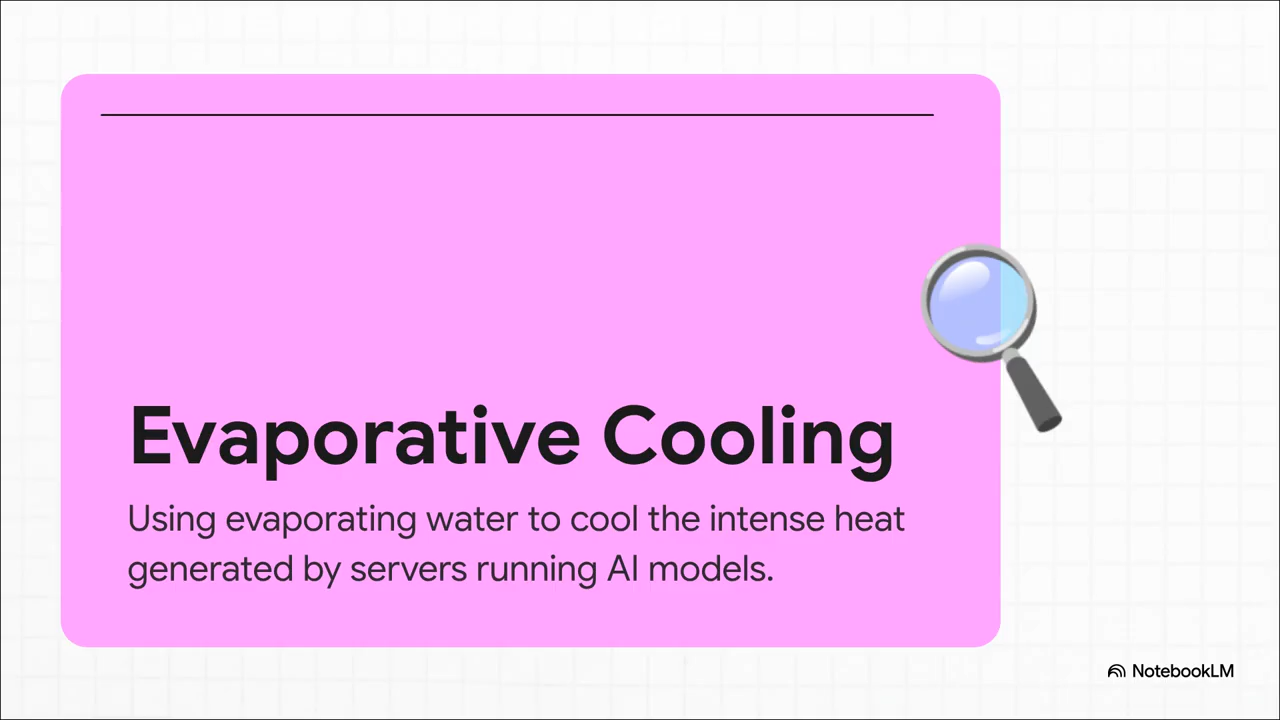 Evaporative Cooling
Using evaporating water to cool the intense heat
generated by servers running AI models.
NotebookLM